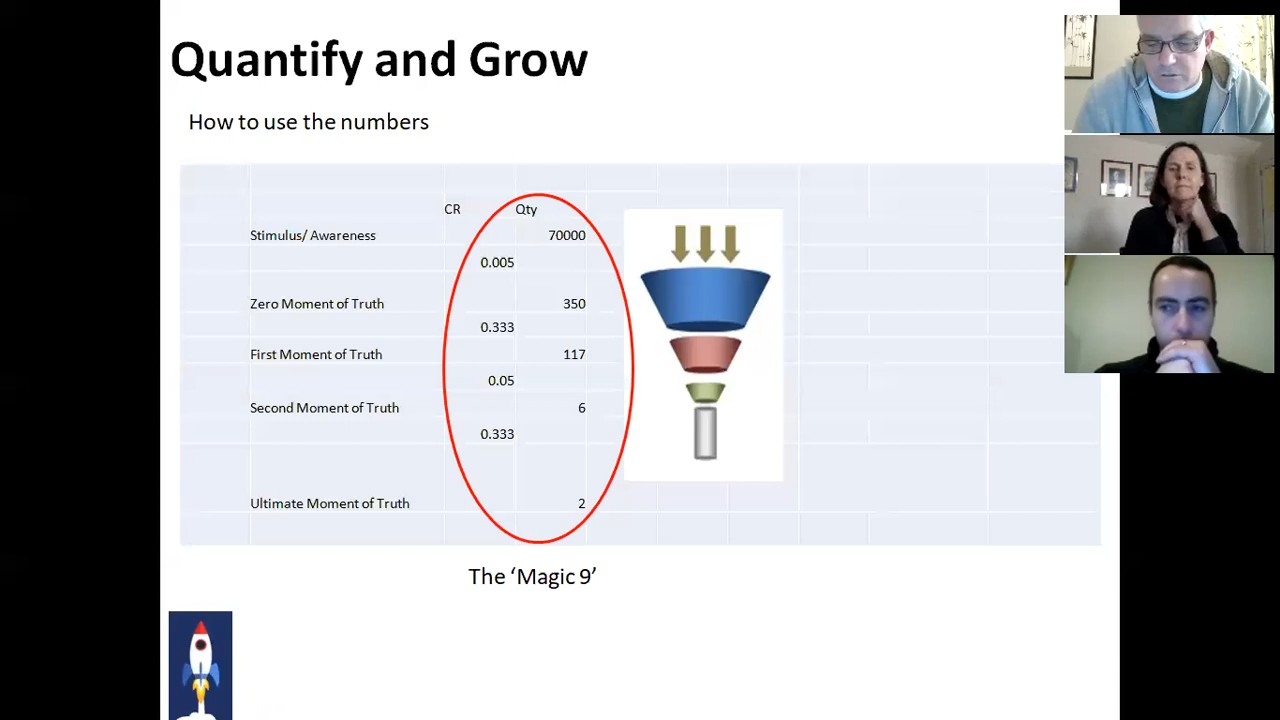 Quantify and Grow
How to use the numbers
CR Qty
Stimulus/ Awareness 70000
0.005
Zero Moment of Truth 350
0.333
First Moment of Truth 117
0.05
Second Moment of Truth 6
0.333
Ultimate Moment of Truth 2
The ‘Magic 9’